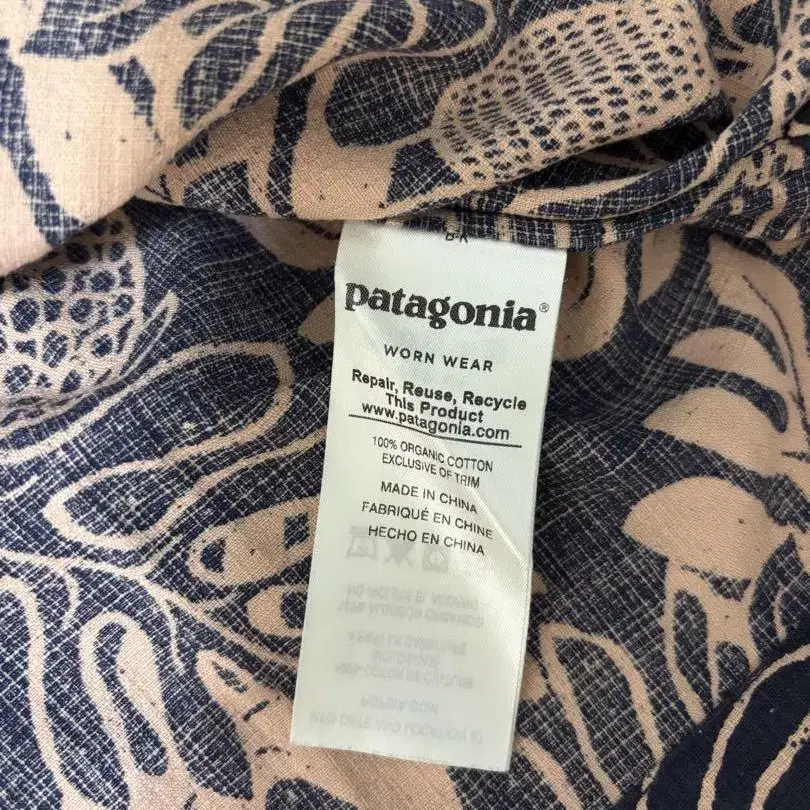 patagonia®
WORN WEAR
Repair, Reuse, Recycle
This Product
www.patagonia.com
100% ORGANIC COTTON
EXCLUSIVE OF TRIM
MADE IN CHINA
FABRIQUÉ EN CHINE
HECHO EN CHINA